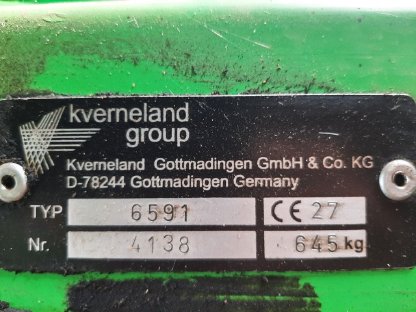 kverneland
group
Kverneland Gottmadingen GmbH & Co. KG
D-78244 Gottmadingen Germany
TYP 6591 CE 27
Nr. 4138 645 kg